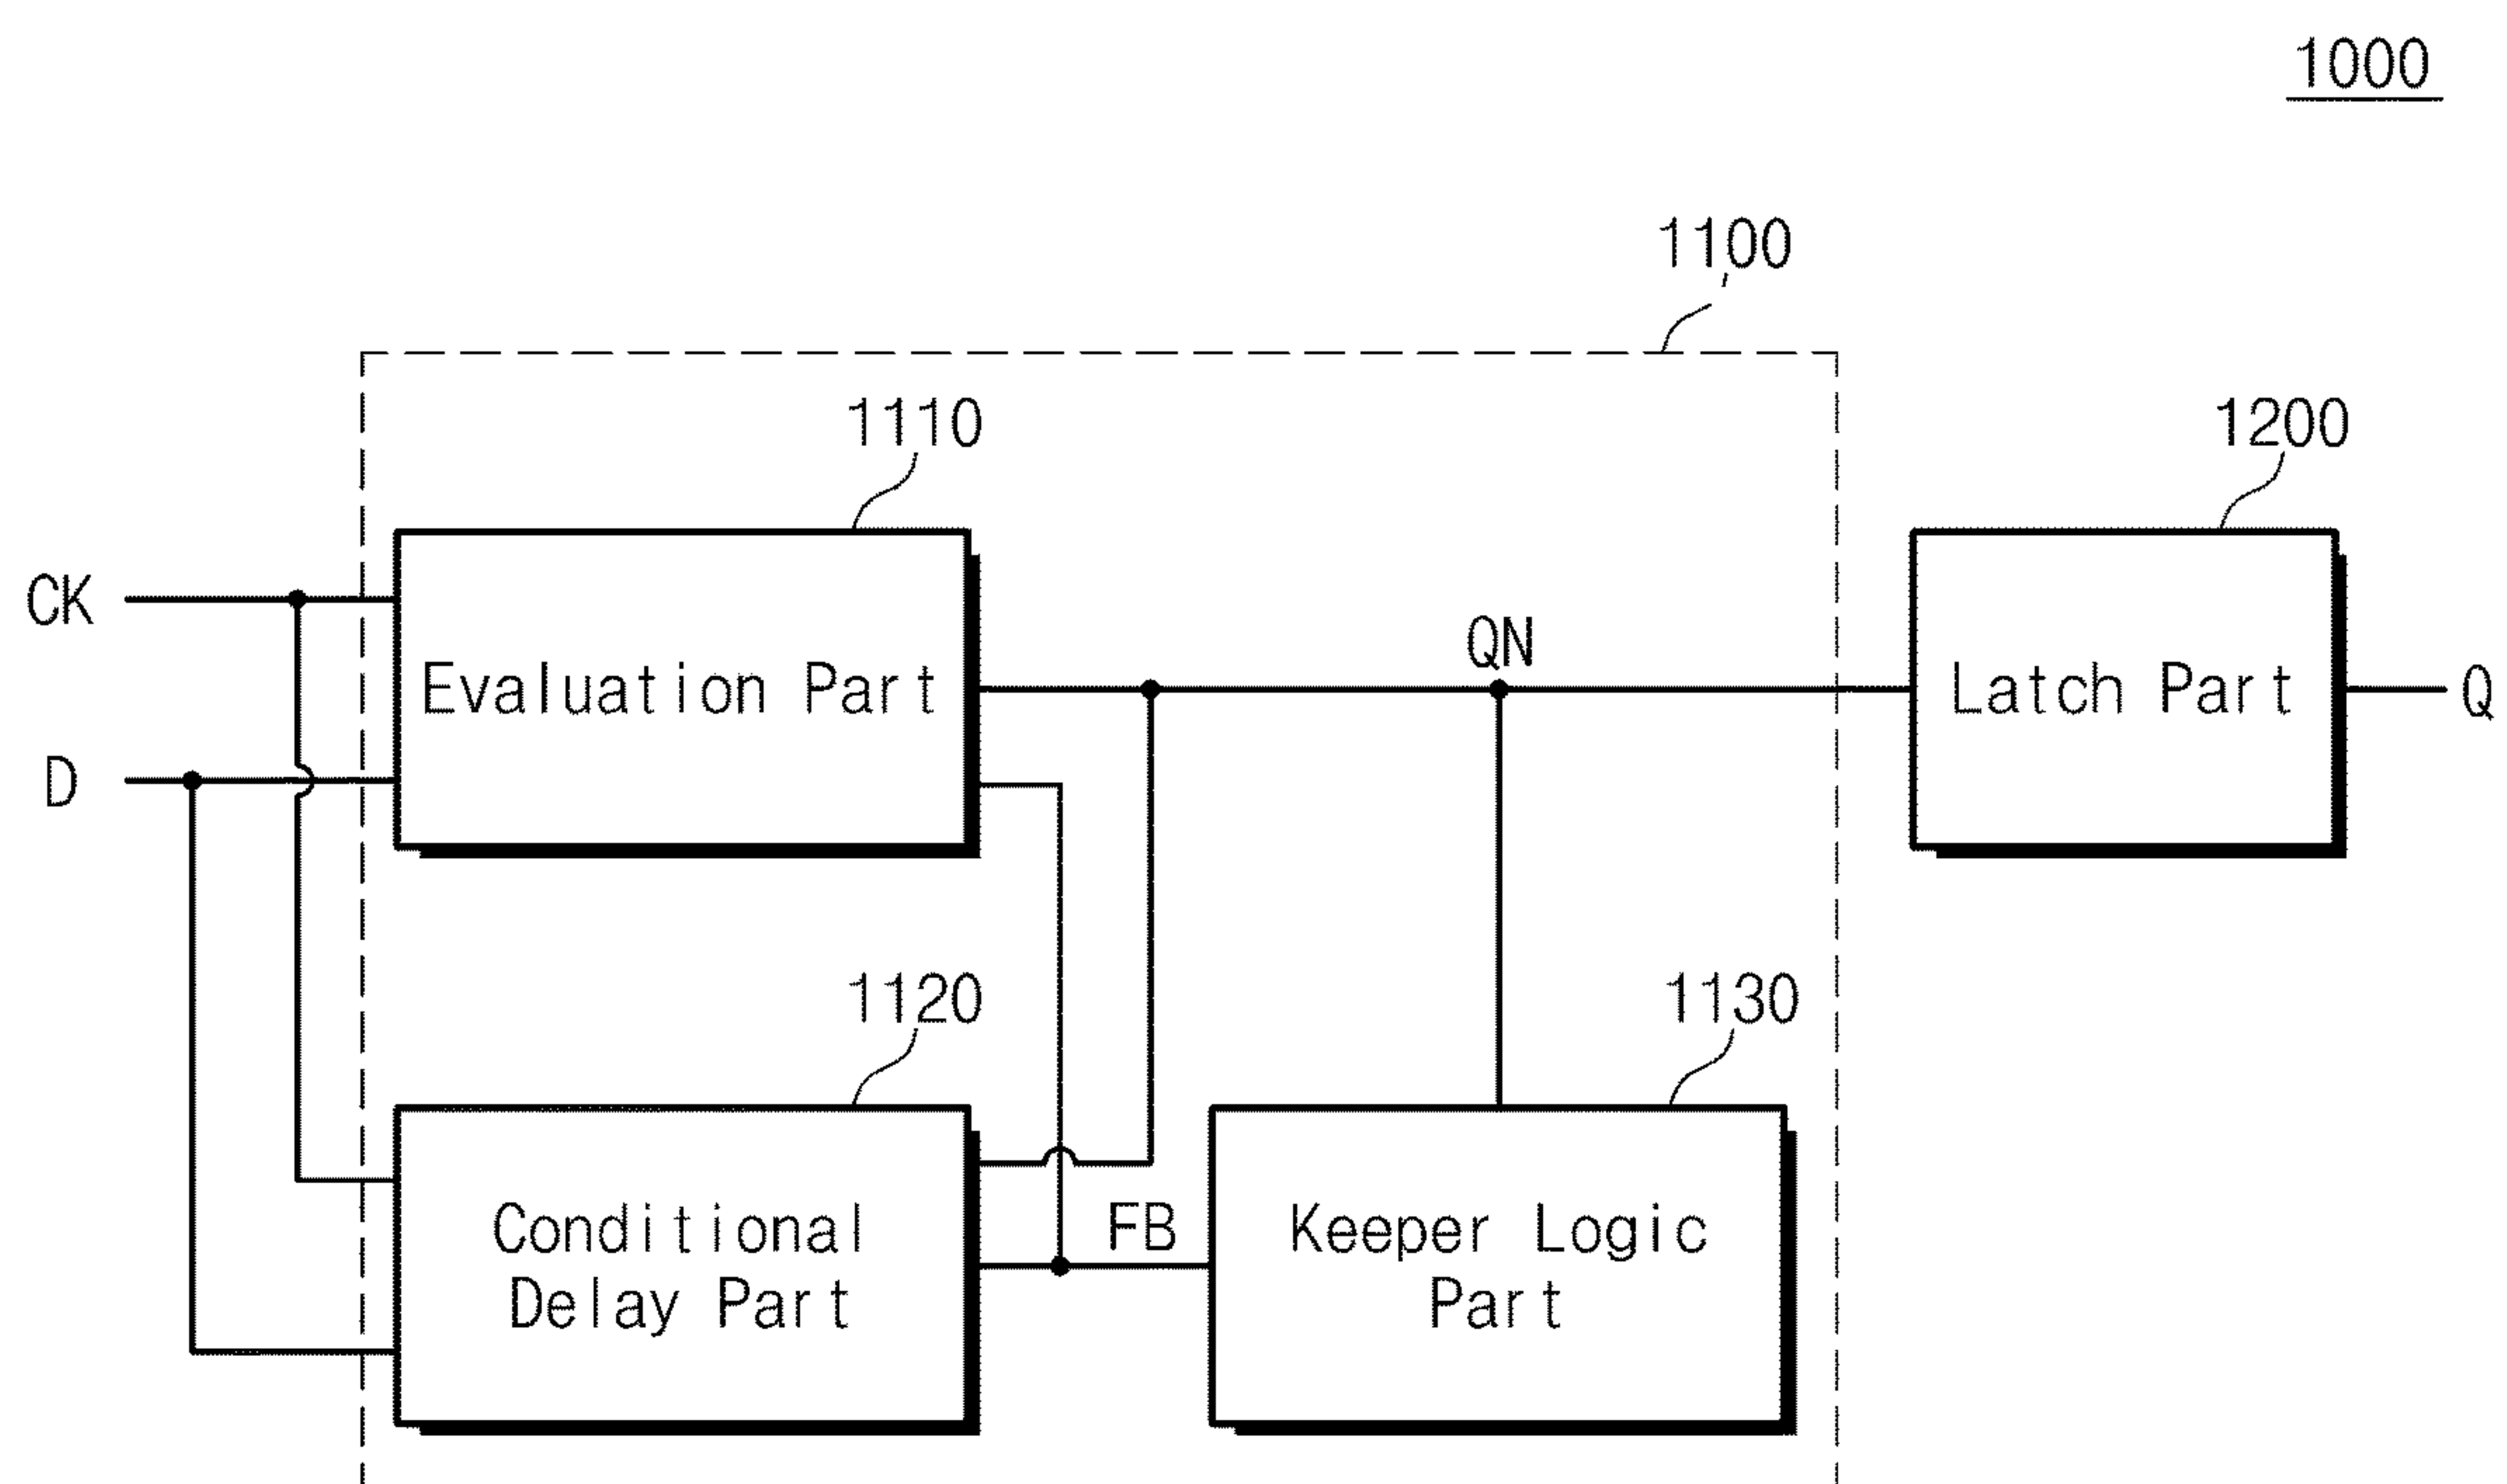 1000
1100
1110
1200
CK
Evaluation Part
QN
Latch Part
Q
D
1120
1130
Conditional
Delay Part
FB
Keeper Logic
Part